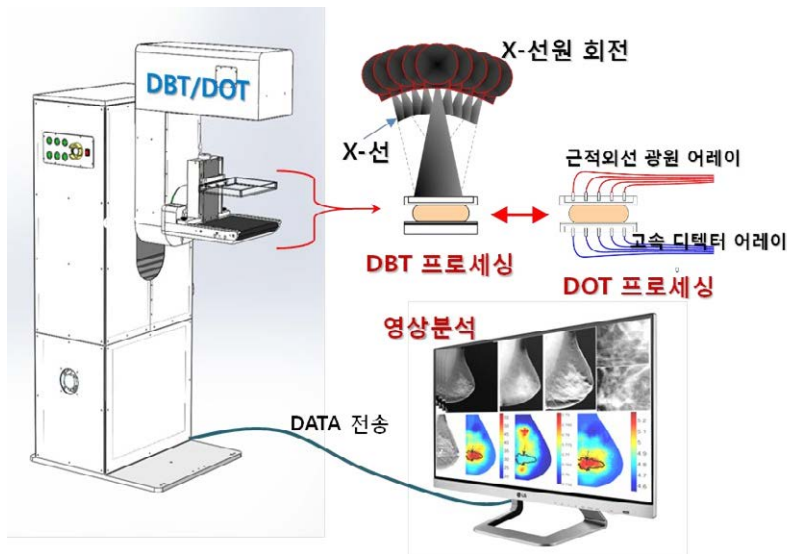 DBT/DOT
X-선원 회전
X-선
근적외선 광원 어레이
고속 디텍터 어레이
DBT 프로세싱
DOT 프로세싱
영상분석
DATA 전송
LG